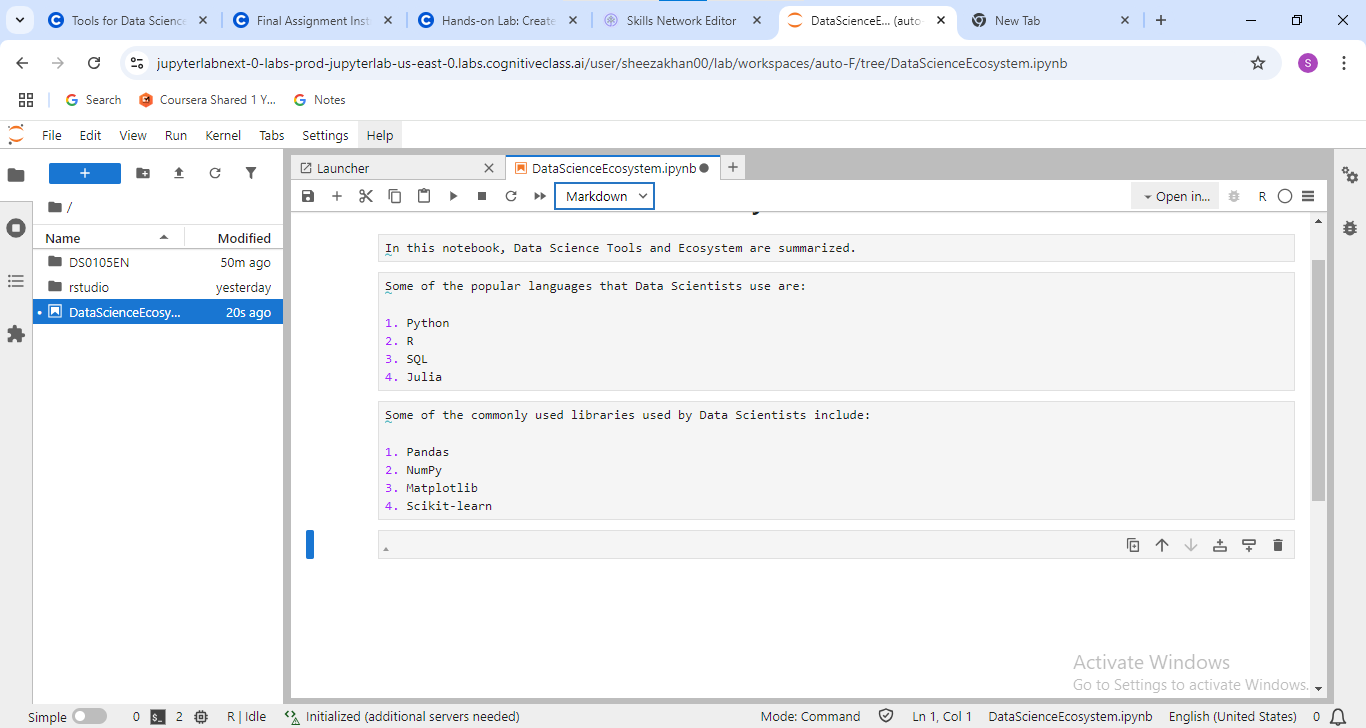 Tools for Data Science
Final Assignment Inst
Hands-on Lab: Create
Skills Network Editor
DataScienceE... (auto
New Tab
jupyterlabnext-0-labs-prod-jupyterlab-us-east-0.labs.cognitiveclass.ai/user/sheezakhan00/lab/workspaces/auto-F/tree/DataScienceEcosystem.ipynb
S
Search
Coursera Shared 1 Y...
Notes
File Edit View Run Kernel Tabs Settings Help
Launcher
DataScienceEcosystem.ipynb
Markdown
Open in...
R
/
Name Modified
DS0105EN 50m ago
rstudio yesterday
DataScienceEcosy... 20s ago
In this notebook, Data Science Tools and Ecosystem are summarized.
Some of the popular languages that Data Scientists use are:
1. Python
2. R
3. SQL
4. Julia
Some of the commonly used libraries used by Data Scientists include:
1. Pandas
2. NumPy
3. Matplotlib
4. Scikit-learn
Activate Windows
Go to Settings to activate Windows.
Simple 0 2 R | Idle Initialized (additional servers needed) Mode: Command Ln 1, Col 1 DataScienceEcosystem.ipynb English (United States) 0